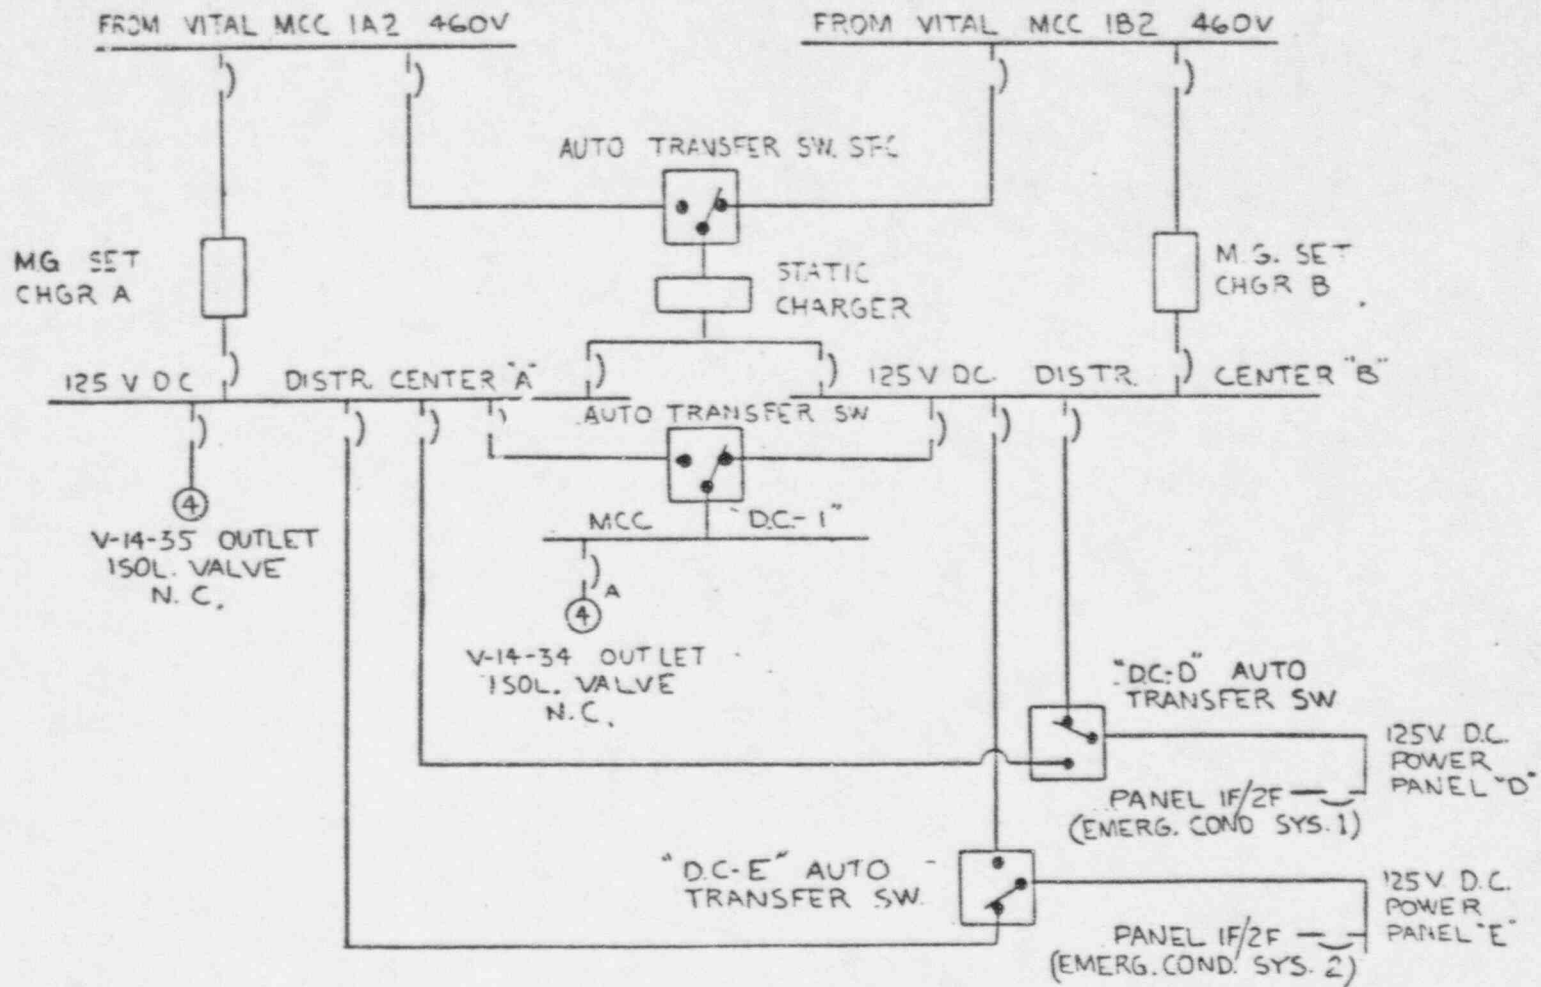 FROM VITAL MCC 1A2 460V
FROM VITAL MCC 1B2 460V
AUTO TRANSFER SW. STC
MG SET
CHGR A
STATIC
CHARGER
M.G. SET
CHGR B
125 V DC DISTR. CENTER "A"
125 V DC. DISTR. CENTER "B"
AUTO TRANSFER SW
MCC "D.C.-1"
4
V-14-35 OUTLET
ISOL. VALVE
N.C.
A
4
V-14-34 OUTLET
ISOL. VALVE
N.C.
"D.C-D" AUTO
TRANSFER SW
125V D.C.
POWER
PANEL "D"
PANEL 1F/2F
(EMERG. COND SYS. 1)
"D.C-E" AUTO
TRANSFER SW.
125V D.C.
POWER
PANEL "E"
PANEL 1F/2F
(EMERG. COND. SYS. 2)